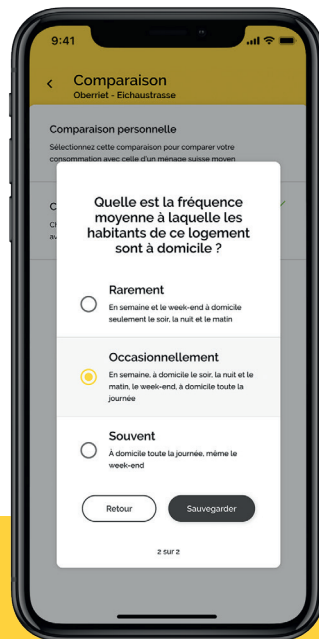 9:41
Comparaison
Oberriet - Eichaustrasse
Comparaison personnelle
Sélectionnez cette comparaison pour comparer votre
consommation avec celle d'un ménage suisse moyen
Quelle est la fréquence
moyenne à laquelle les
habitants de ce logement
sont à domicile ?
Rarement
En semaine et le week-end à domicile
seulement le soir, la nuit et le matin
Occasionnellement
En semaine, à domicile le soir, la nuit et le
matin, le week-end, à domicile toute la
journée
Souvent
À domicile toute la journée, même le
week-end
Retour
Sauvegarder
2 sur 2